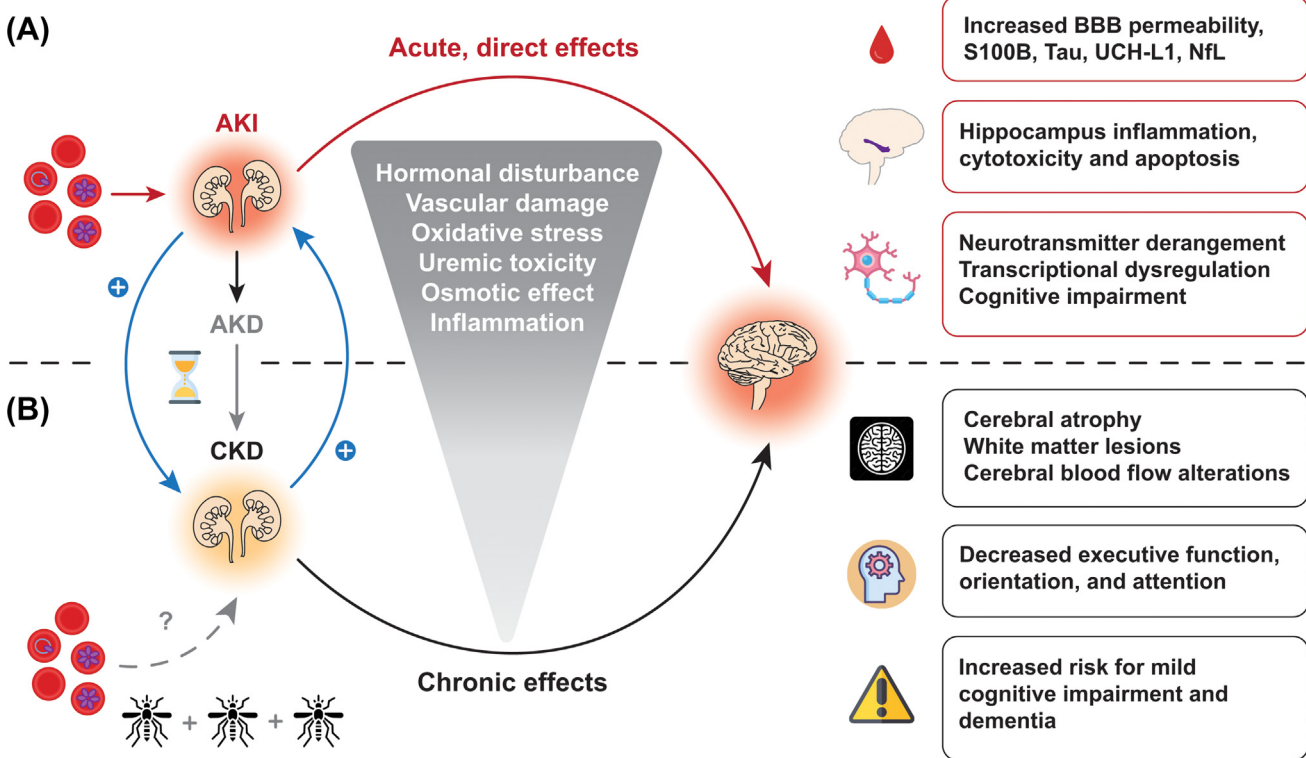 (A)
Acute, direct effects
AKI
Hormonal disturbance
Vascular damage
Oxidative stress
Uremic toxicity
Osmotic effect
Inflammation
+
AKD
(B)
CKD
+
?
+ +
Chronic effects
Increased BBB permeability,
S100B, Tau, UCH-L1, NfL
Hippocampus inflammation,
cytotoxicity and apoptosis
Neurotransmitter derangement
Transcriptional dysregulation
Cognitive impairment
Cerebral atrophy
White matter lesions
Cerebral blood flow alterations
Decreased executive function,
orientation, and attention
Increased risk for mild
cognitive impairment and
dementia